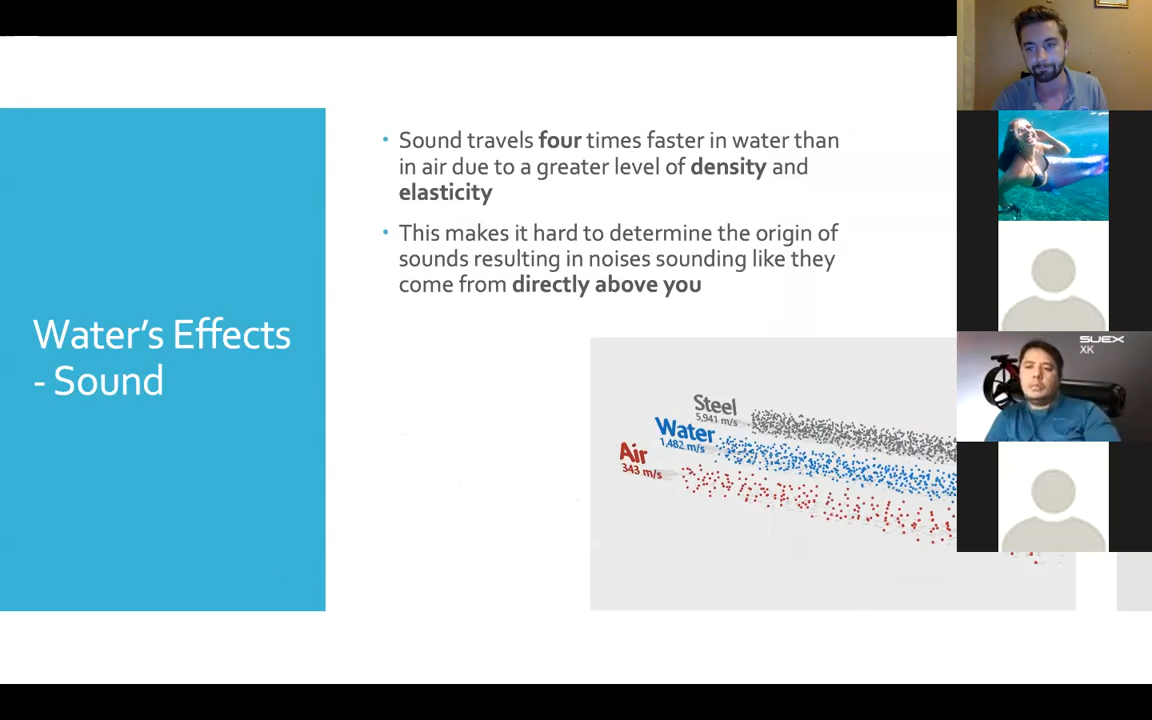 Water's Effects
- Sound
• Sound travels four times faster in water than
in air due to a greater level of density and
elasticity
• This makes it hard to determine the origin of
sounds resulting in noises sounding like they
come from directly above you
Steel
5,941 m/s
Water
1,482 m/s
Air
343 m/s
SUEX
XK